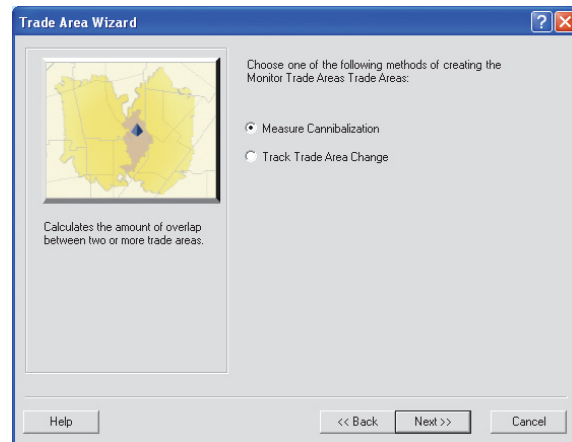 Trade Area Wizard
Choose one of the following methods of creating the
Monitor Trade Areas Trade Areas:
Measure Cannibalization
Track Trade Area Change
Calculates the amount of overlap
between two or more trade areas.
Help
<< Back
Next >>
Cancel